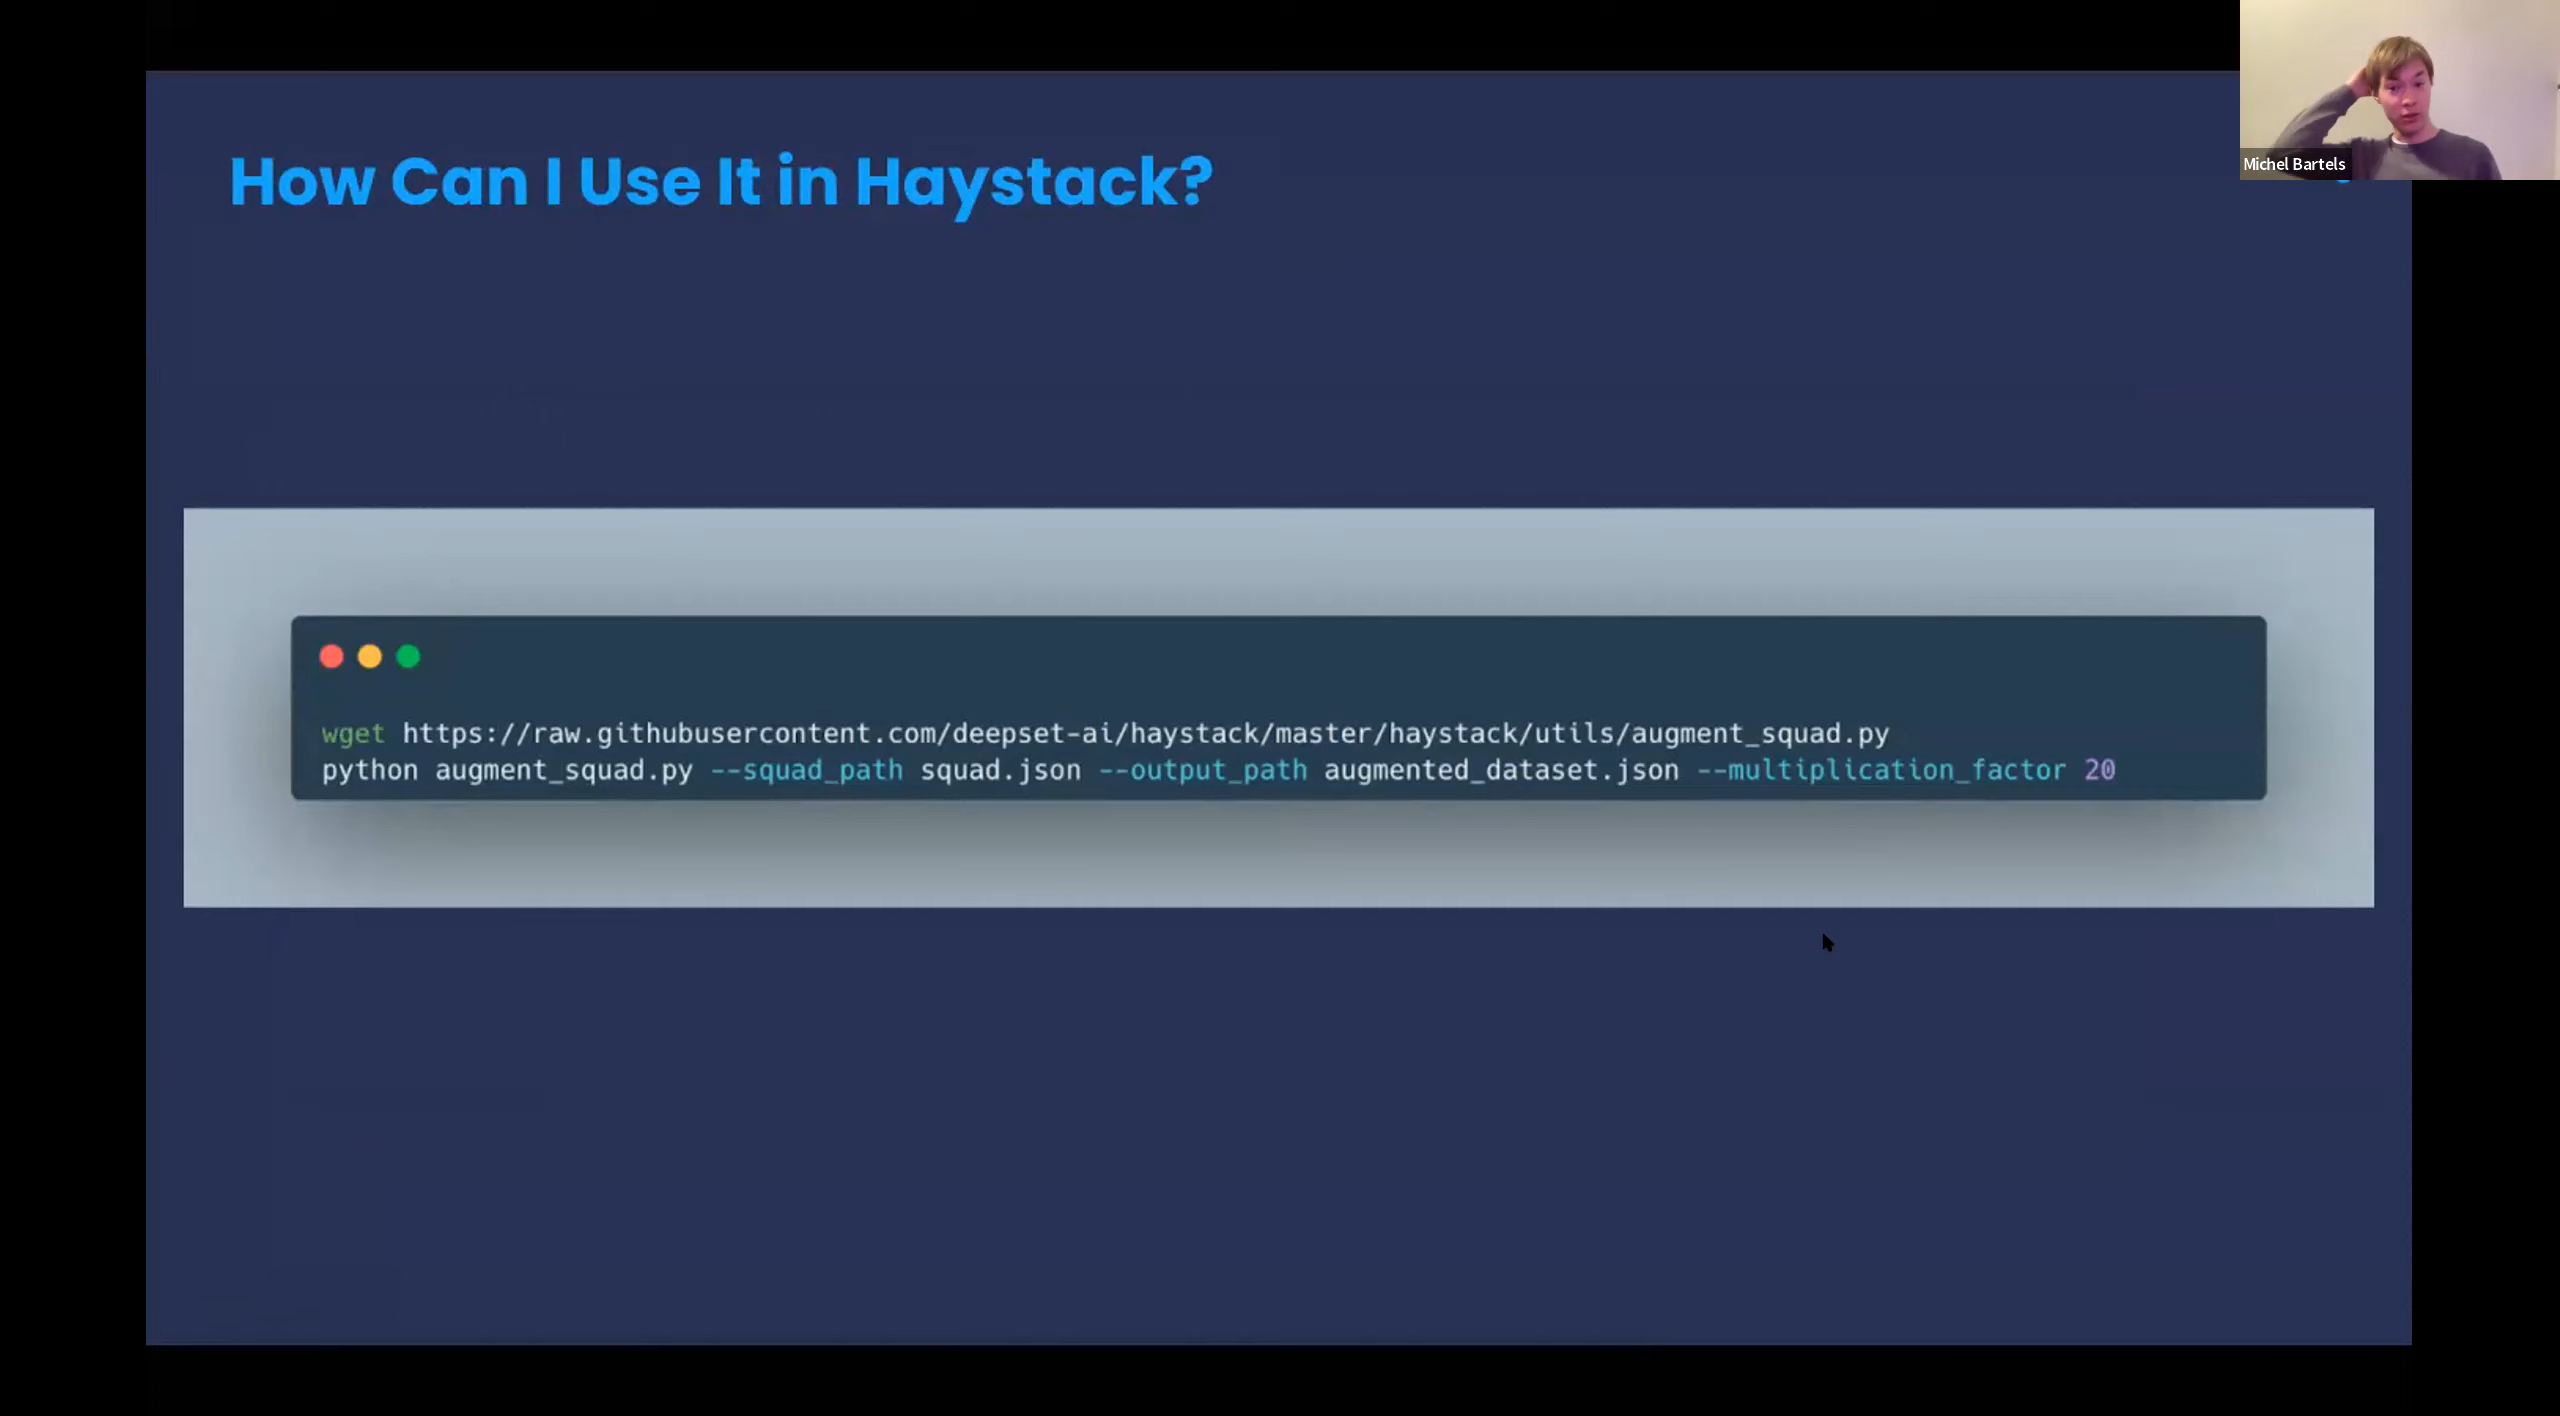 How Can I Use It in Haystack?
Michel Bartels
wget https://raw.githubusercontent.com/deepset-ai/haystack/master/haystack/utils/augment_squad.py
python augment_squad.py --squad_path squad.json --output_path augmented_dataset.json --multiplication_factor 20